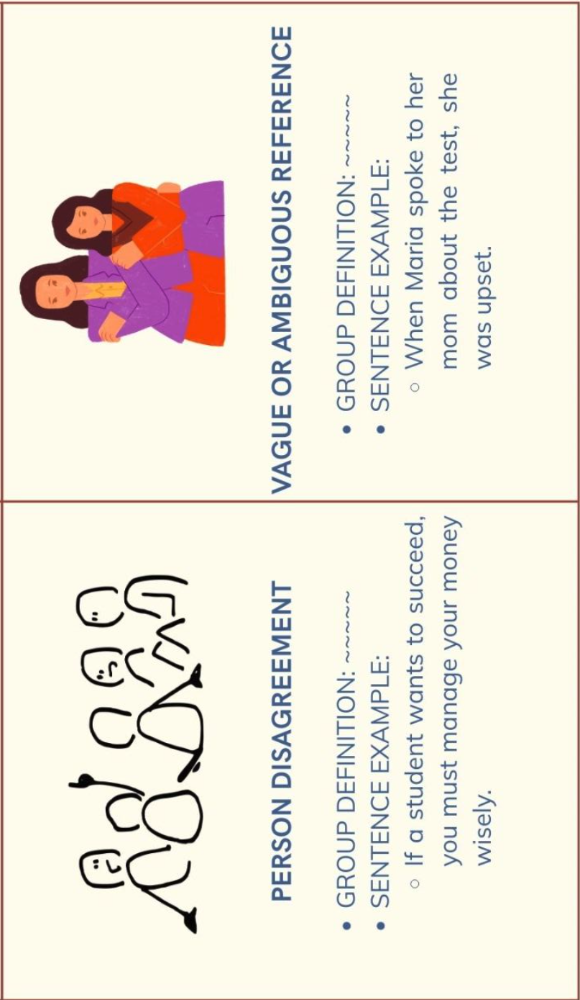 PERSON DISAGREEMENT
• GROUP DEFINITION: ~~~~~
• SENTENCE EXAMPLE:
○ If a student wants to succeed,
you must manage your money
wisely.
VAGUE OR AMBIGUOUS REFERENCE
• GROUP DEFINITION: ~~~~~
• SENTENCE EXAMPLE:
○ When Maria spoke to her
mom about the test, she
was upset.